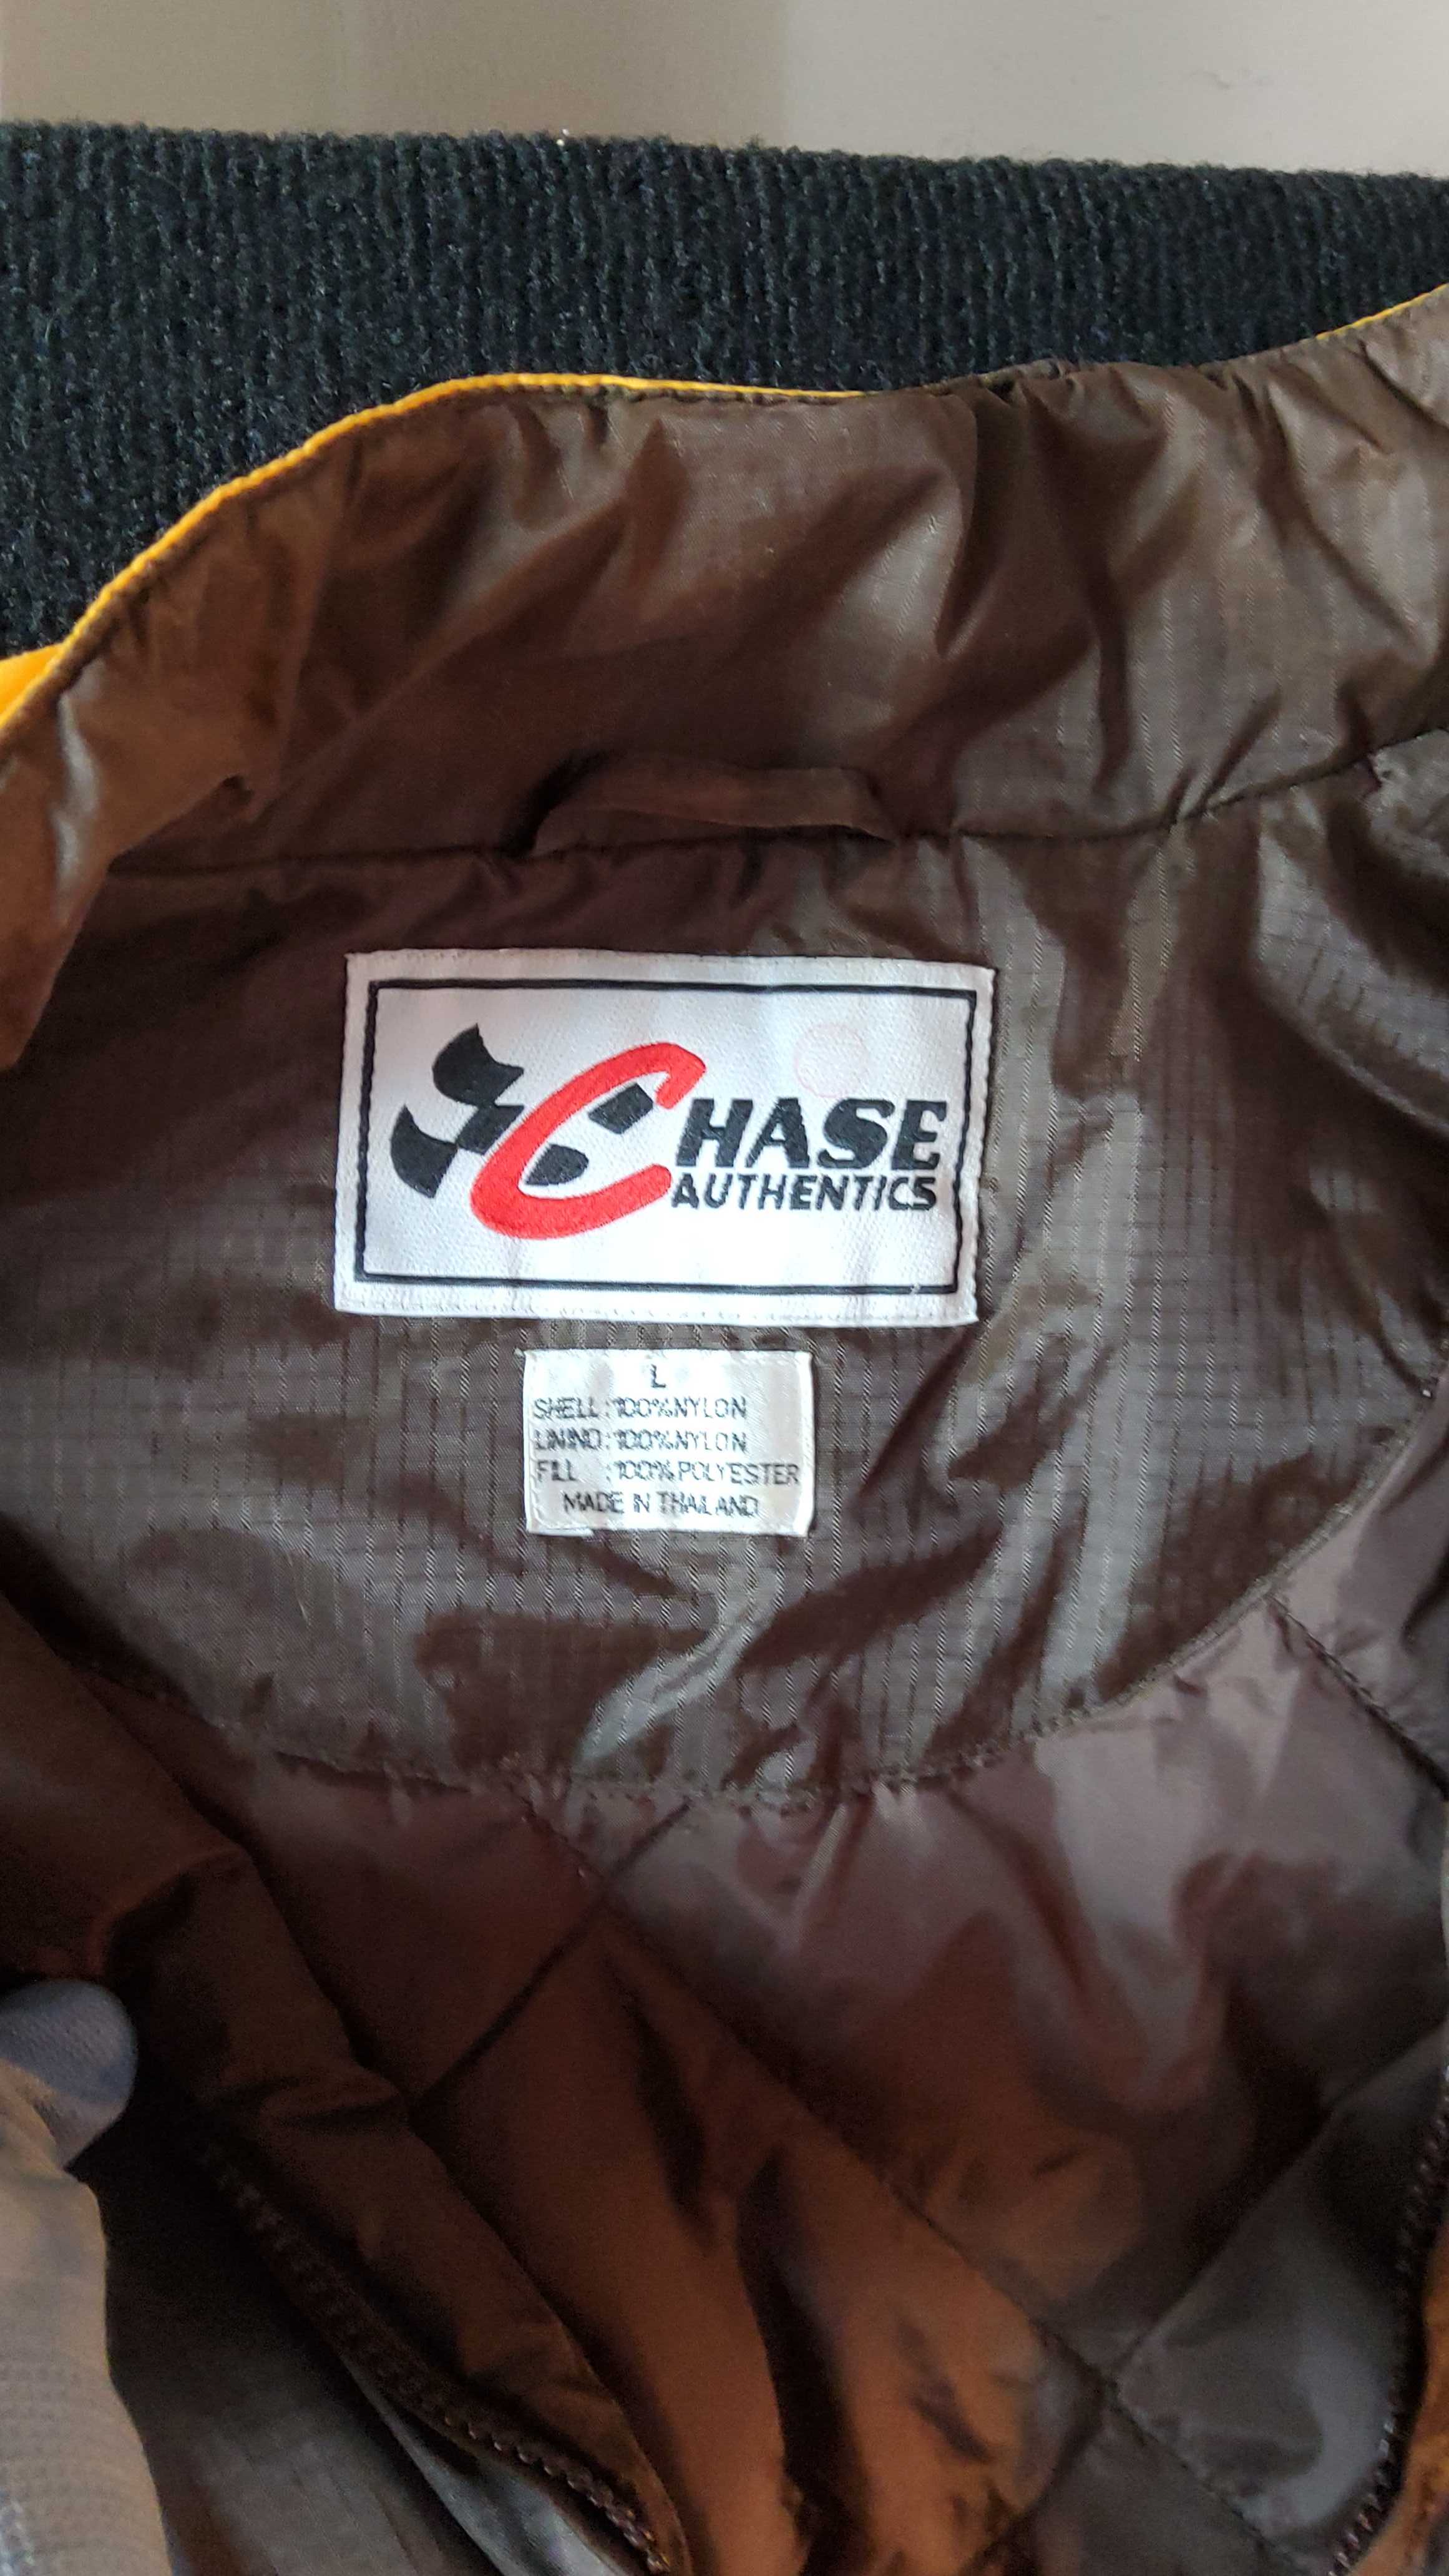 CHASE
AUTHENTICS
L
SHELL:100%NYLON
LINING:100%NYLON
FILL :100%POLYESTER
MADE IN THAILAND